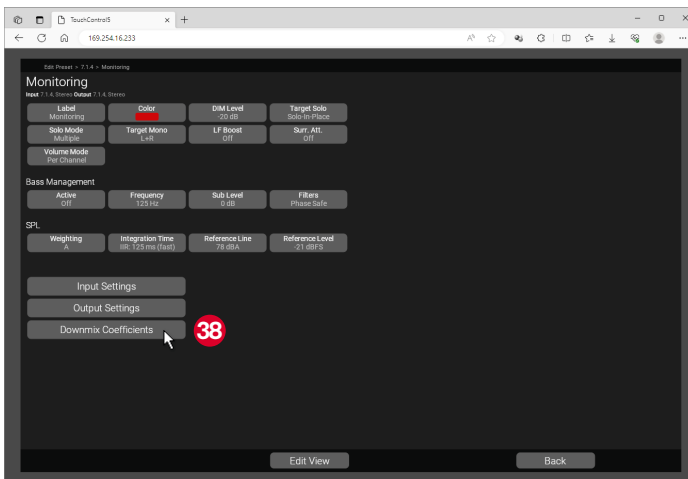 TouchControl5
169.254.16.233
Edit Preset > 7.1.4 > Monitoring
Monitoring
Input 7.1.4, Stereo Output 7.1.4, Stereo
Label
Monitoring
Color
DIM Level
-20 dB
Target Solo
Solo-In-Place
Solo Mode
Multiple
Target Mono
L+R
LF Boost
Off
Surr. Att.
Off
Volume Mode
Per Channel
Bass Management
Active
Off
Frequency
125 Hz
Sub Level
0 dB
Filters
Phase Safe
SPL
Weighting
A
Integration Time
IIR: 125 ms (fast)
Reference Line
78 dBA
Reference Level
-21 dBFS
Input Settings
Output Settings
Downmix Coefficients
38
Edit View
Back